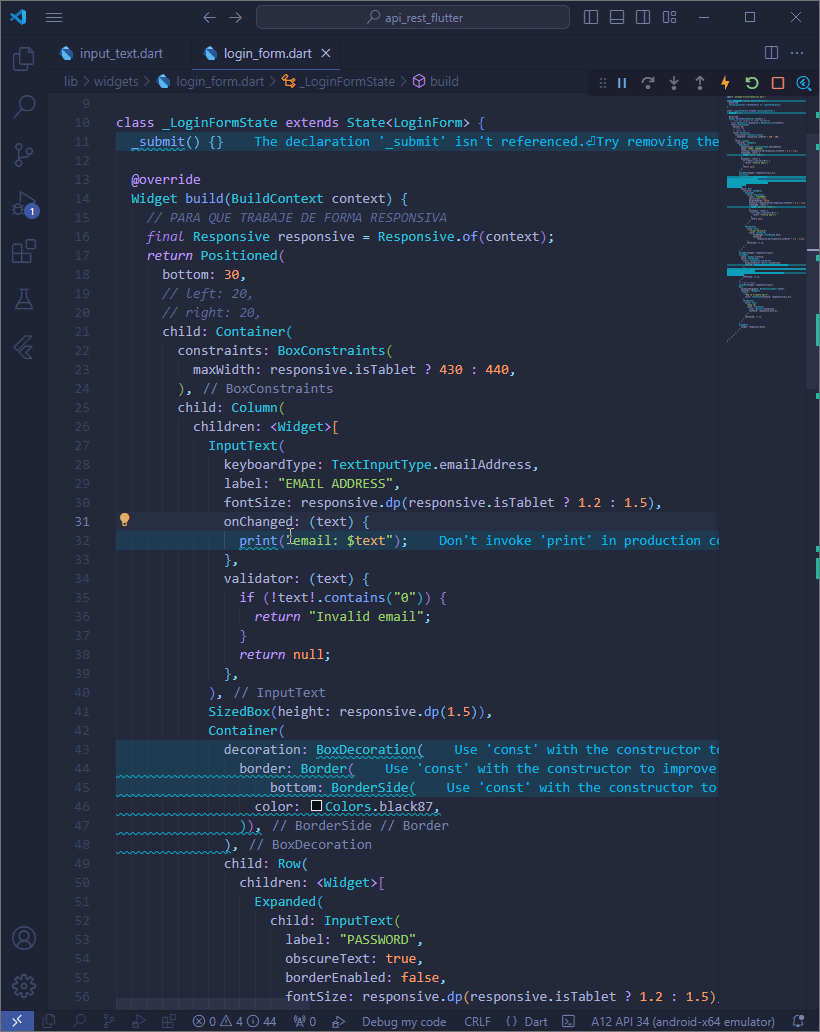 api_rest_flutter
input_text.dart
login_form.dart
lib > widgets > login_form.dart > _LoginFormState > build
9
10 class _LoginFormState extends State<LoginForm> {
11 _submit() {} The declaration '_submit' isn't referenced.⏎Try removing the
12
13 @override
14 Widget build(BuildContext context) {
15 // PARA QUE TRABAJE DE FORMA RESPONSIVA
16 final Responsive responsive = Responsive.of(context);
17 return Positioned(
18 bottom: 30,
19 // left: 20,
20 // right: 20,
21 child: Container(
22 constraints: BoxConstraints(
23 maxWidth: responsive.isTablet ? 430 : 440,
24 ), // BoxConstraints
25 child: Column(
26 children: <Widget>[
27 InputText(
28 keyboardType: TextInputType.emailAddress,
29 label: "EMAIL ADDRESS",
30 fontSize: responsive.dp(responsive.isTablet ? 1.2 : 1.5),
31 onChanged: (text) {
32 print("email: $text"); Don't invoke 'print' in production co
33 },
34 validator: (text) {
35 if (!text!.contains("@")) {
36 return "Invalid email";
37 }
38 return null;
39 },
40 ), // InputText
41 SizedBox(height: responsive.dp(1.5)),
42 Container(
43 decoration: BoxDecoration( Use 'const' with the constructor to
44 border: Border( Use 'const' with the constructor to improve
45 bottom: BorderSide( Use 'const' with the constructor to
46 color: Colors.black87,
47 )), // BorderSide // Border
48 ), // BoxDecoration
49 child: Row(
50 children: <Widget>[
51 Expanded(
52 child: InputText(
53 label: "PASSWORD",
54 obscureText: true,
55 borderEnabled: false,
56 fontSize: responsive.dp(responsive.isTablet ? 1.2 : 1.5)
1
0 4 44 0 Debug my code CRLF {} Dart A12 API 34 (android-x64 emulator)